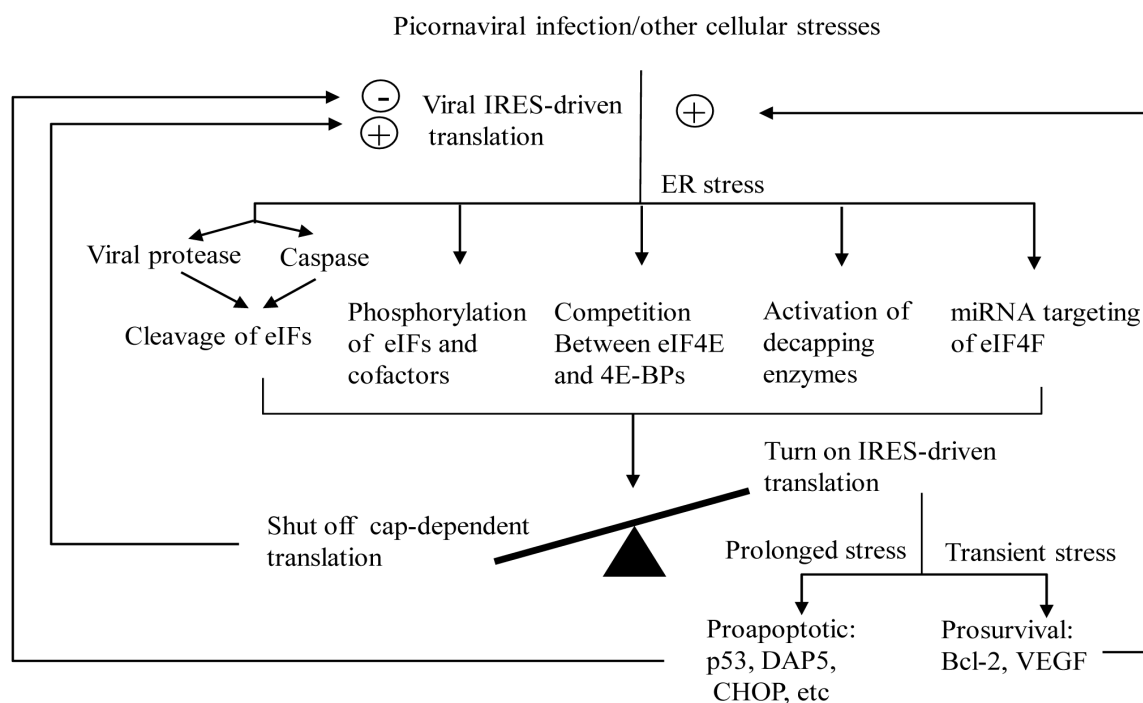 Picornaviral infection/other cellular stresses
-
Viral IRES-driven
translation
+
+
ER stress
Viral protease
Caspase
Cleavage of eIFs
Phosphorylation
of eIFs and
cofactors
Competition
Between eIF4E
and 4E-BPs
Activation of
decapping
enzymes
miRNA targeting
of eIF4F
Turn on IRES-driven
translation
Shut off cap-dependent
translation
Prolonged stress
Transient stress
Proapoptotic:
p53, DAP5,
CHOP, etc
Prosurvival:
Bcl-2, VEGF